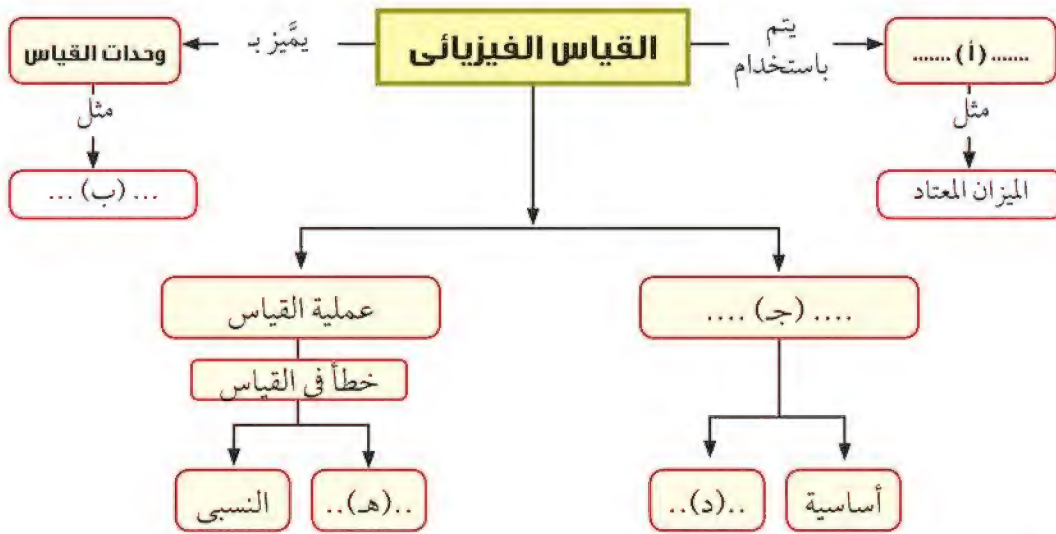 القياس الفيزيائى
يتم
باستخدام
....... (أ) .......
مثل
الميزان المعتاد
يمَّيز بـ
وحدات القياس
مثل
... (ب) ...
.... (جـ) ....
أساسية
..(د)..
عملية القياس
خطأ فى القياس
..(هـ)..
النسبى